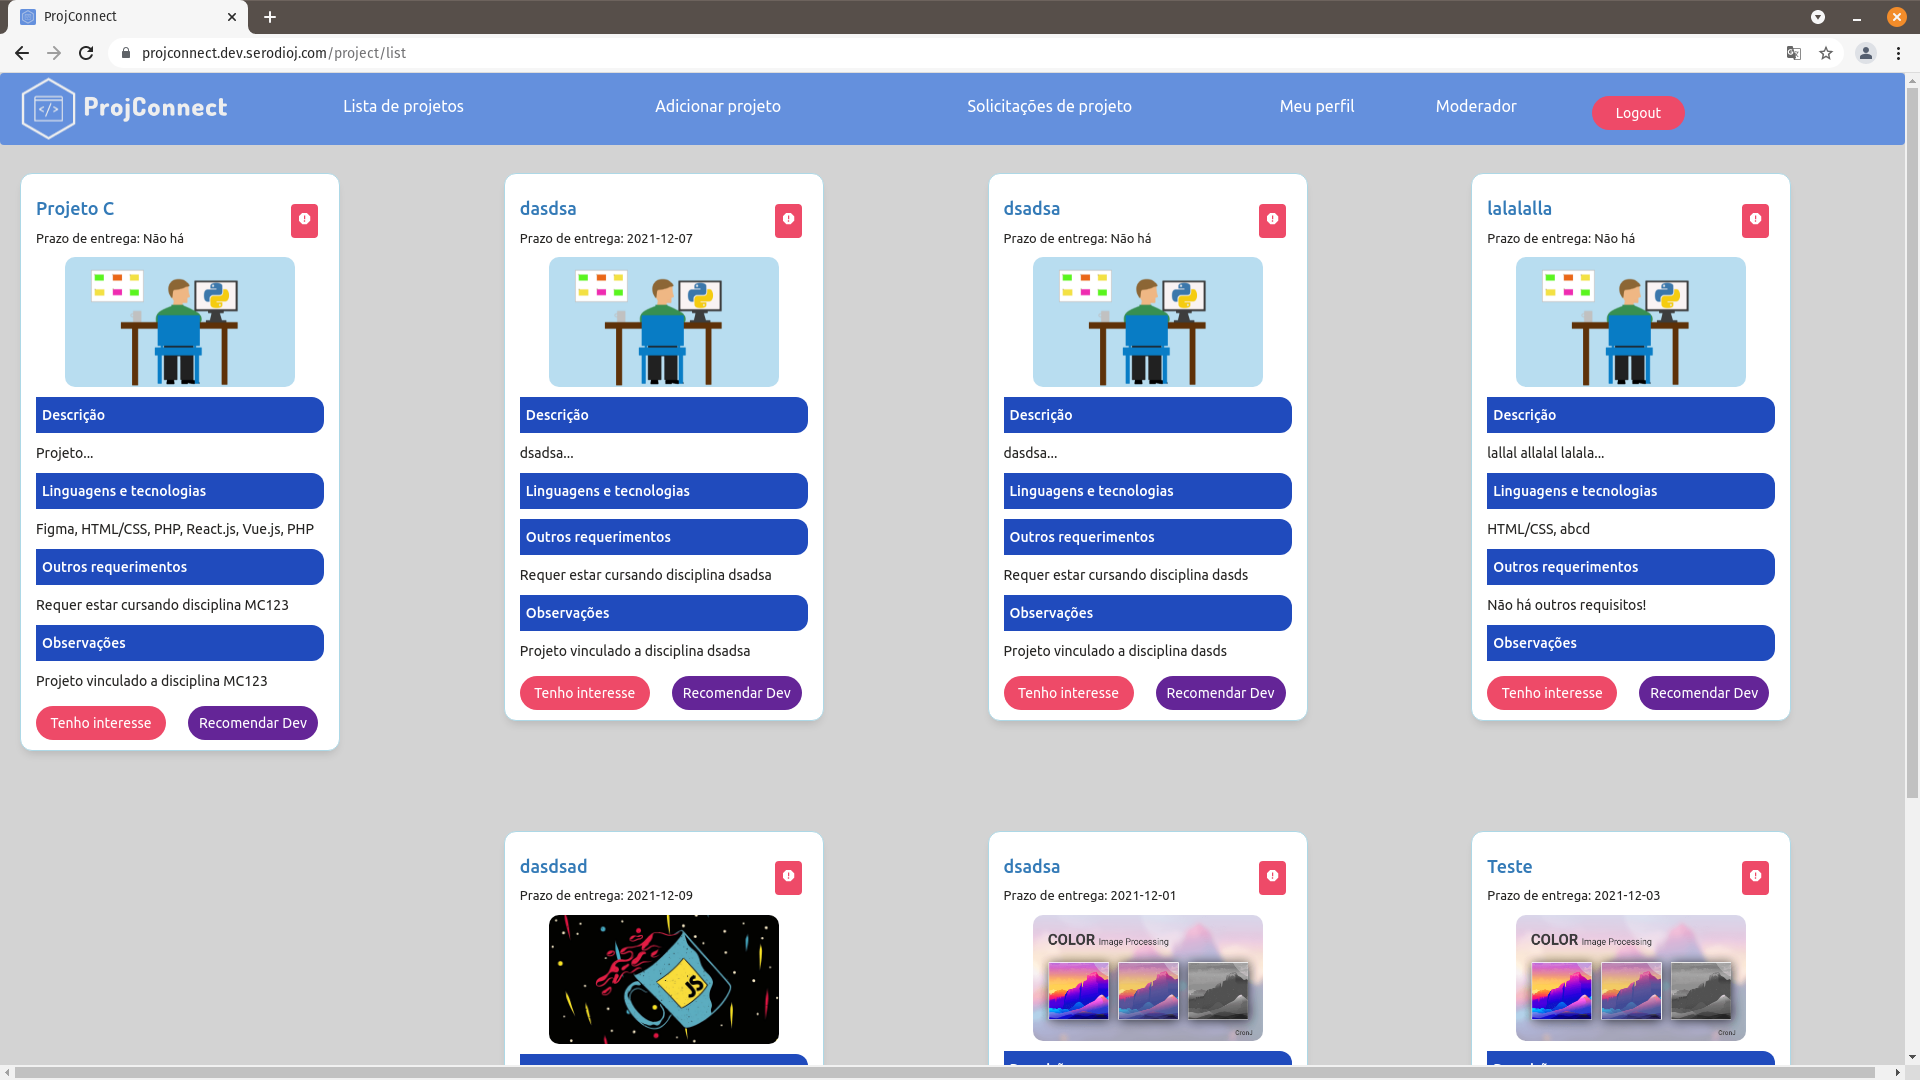 ProjConnect
projconnect.dev.serodioj.com/project/list
ProjConnect
Lista de projetos
Adicionar projeto
Solicitações de projeto
Meu perfil
Moderador
Logout
Projeto C
Prazo de entrega: Não há
Descrição
Projeto...
Linguagens e tecnologias
Figma, HTML/CSS, PHP, React.js, Vue.js, PHP
Outros requerimentos
Requer estar cursando disciplina MC123
Observações
Projeto vinculado a disciplina MC123
Tenho interesse
Recomendar Dev
dasdsa
Prazo de entrega: 2021-12-07
Descrição
dsadsa...
Linguagens e tecnologias
Outros requerimentos
Requer estar cursando disciplina dsadsa
Observações
Projeto vinculado a disciplina dsadsa
Tenho interesse
Recomendar Dev
dsadsa
Prazo de entrega: Não há
Descrição
dasdsa...
Linguagens e tecnologias
Outros requerimentos
Requer estar cursando disciplina dasds
Observações
Projeto vinculado a disciplina dasds
Tenho interesse
Recomendar Dev
lalalalla
Prazo de entrega: Não há
Descrição
lallal allalal lalala...
Linguagens e tecnologias
HTML/CSS, abcd
Outros requerimentos
Não há outros requisitos!
Observações
Tenho interesse
Recomendar Dev
dasdsad
Prazo de entrega: 2021-12-09
JS
dsadsa
Prazo de entrega: 2021-12-01
COLOR Image Processing
CronJ
Teste
Prazo de entrega: 2021-12-03
COLOR Image Processing
CronJ